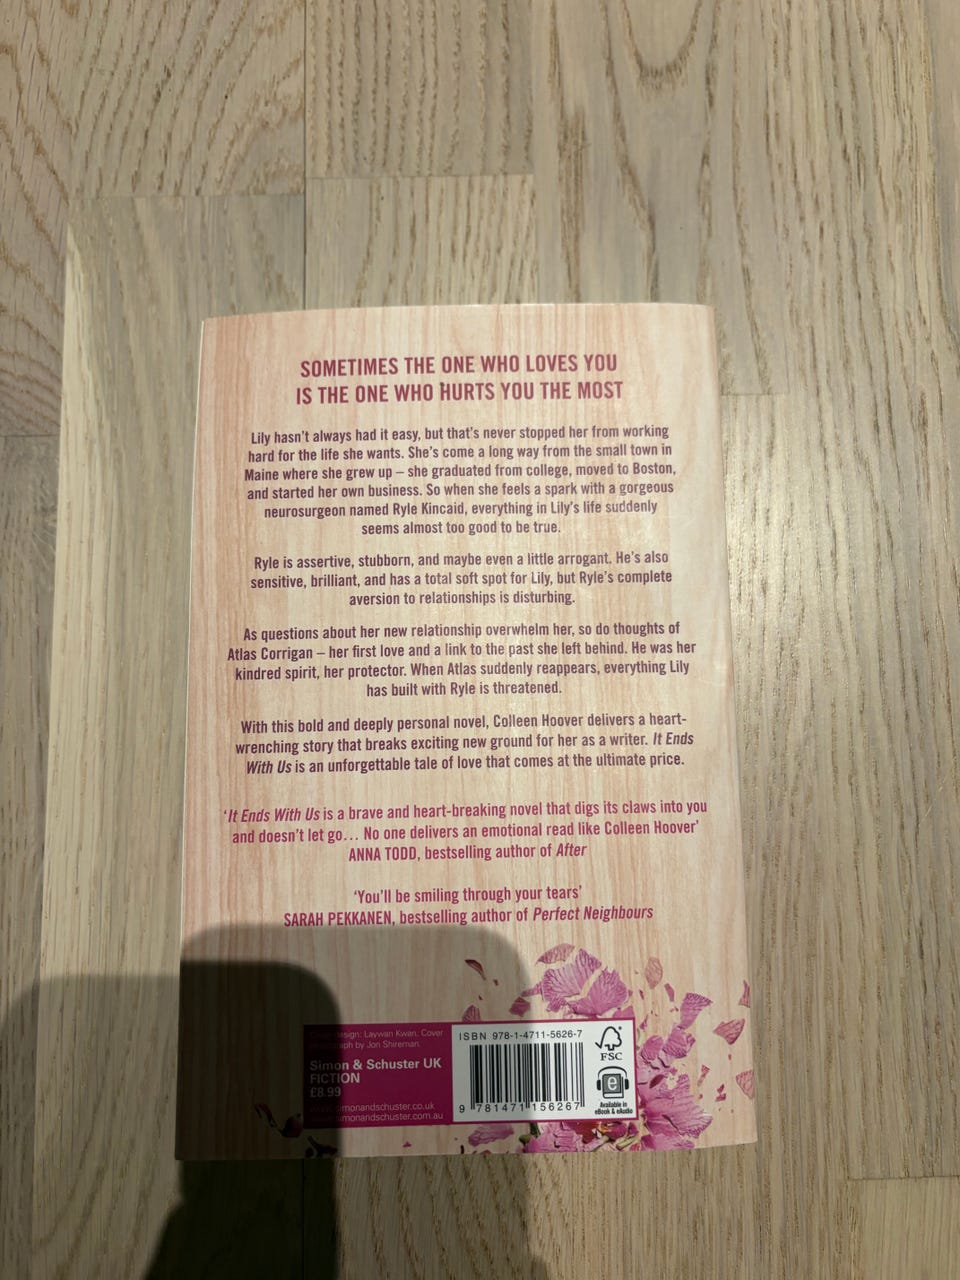 SOMETIMES THE ONE WHO LOVES YOU
IS THE ONE WHO HURTS YOU THE MOST
Lily hasn't always had it easy, but that's never stopped her from working
hard for the life she wants. She's come a long way from the small town in
Maine where she grew up – she graduated from college, moved to Boston,
and started her own business. So when she feels a spark with a gorgeous
neurosurgeon named Ryle Kincaid, everything in Lily's life suddenly
seems almost too good to be true.
Ryle is assertive, stubborn, and maybe even a little arrogant. He's also
sensitive, brilliant, and has a total soft spot for Lily, but Ryle's complete
aversion to relationships is disturbing.
As questions about her new relationship overwhelm her, so do thoughts of
Atlas Corrigan – her first love and a link to the past she left behind. He was her
kindred spirit, her protector. When Atlas suddenly reappears, everything Lily
has built with Ryle is threatened.
With this bold and deeply personal novel, Colleen Hoover delivers a heart-
wrenching story that breaks exciting new ground for her as a writer. It Ends
With Us is an unforgettable tale of love that comes at the ultimate price.
'It Ends With Us is a brave and heart-breaking novel that digs its claws into you
and doesn't let go... No one delivers an emotional read like Colleen Hoover'
ANNA TODD, bestselling author of After
'You'll be smiling through your tears'
SARAH PEKKANEN, bestselling author of Perfect Neighbours
design: Laywan Kwan, Cover
photograph by Jon Shireman
Simon & Schuster UK
FICTION
£8.99
www.simonandschuster.co.uk
www.simonandschuster.com.au
ISBN 978-1-4711-5626-7
9 781471 156267
FSC
e
Available in
eBook & eAudio